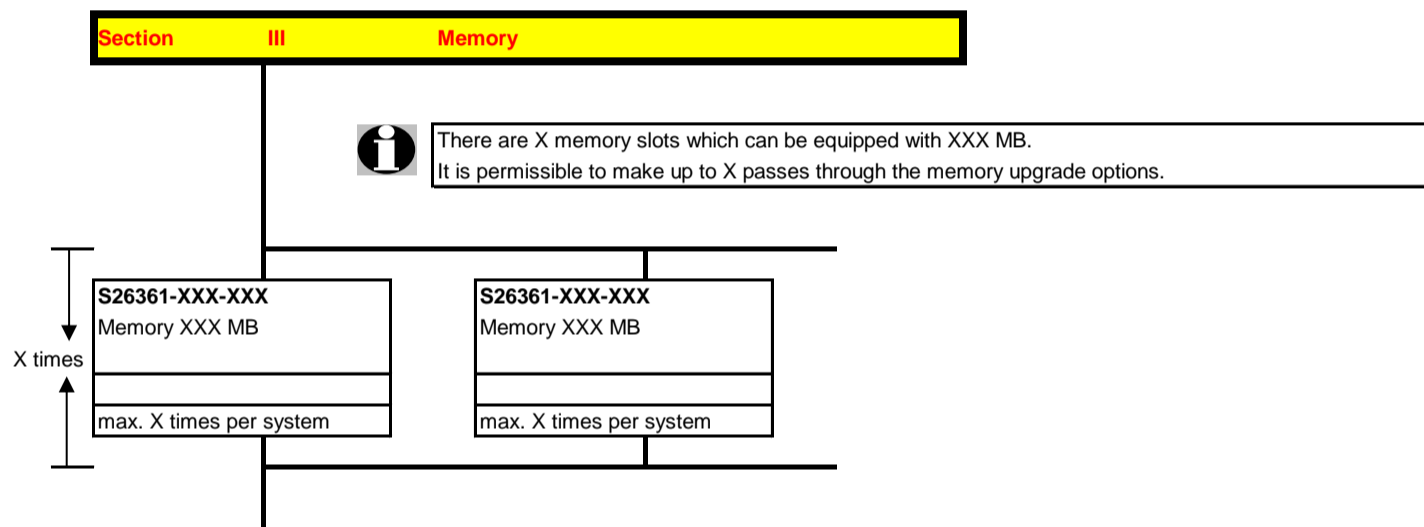 Section III Memory
There are X memory slots which can be equipped with XXX MB.
It is permissible to make up to X passes through the memory upgrade options.
X times
S26361-XXX-XXX
Memory XXX MB
max. X times per system
S26361-XXX-XXX
Memory XXX MB
max. X times per system